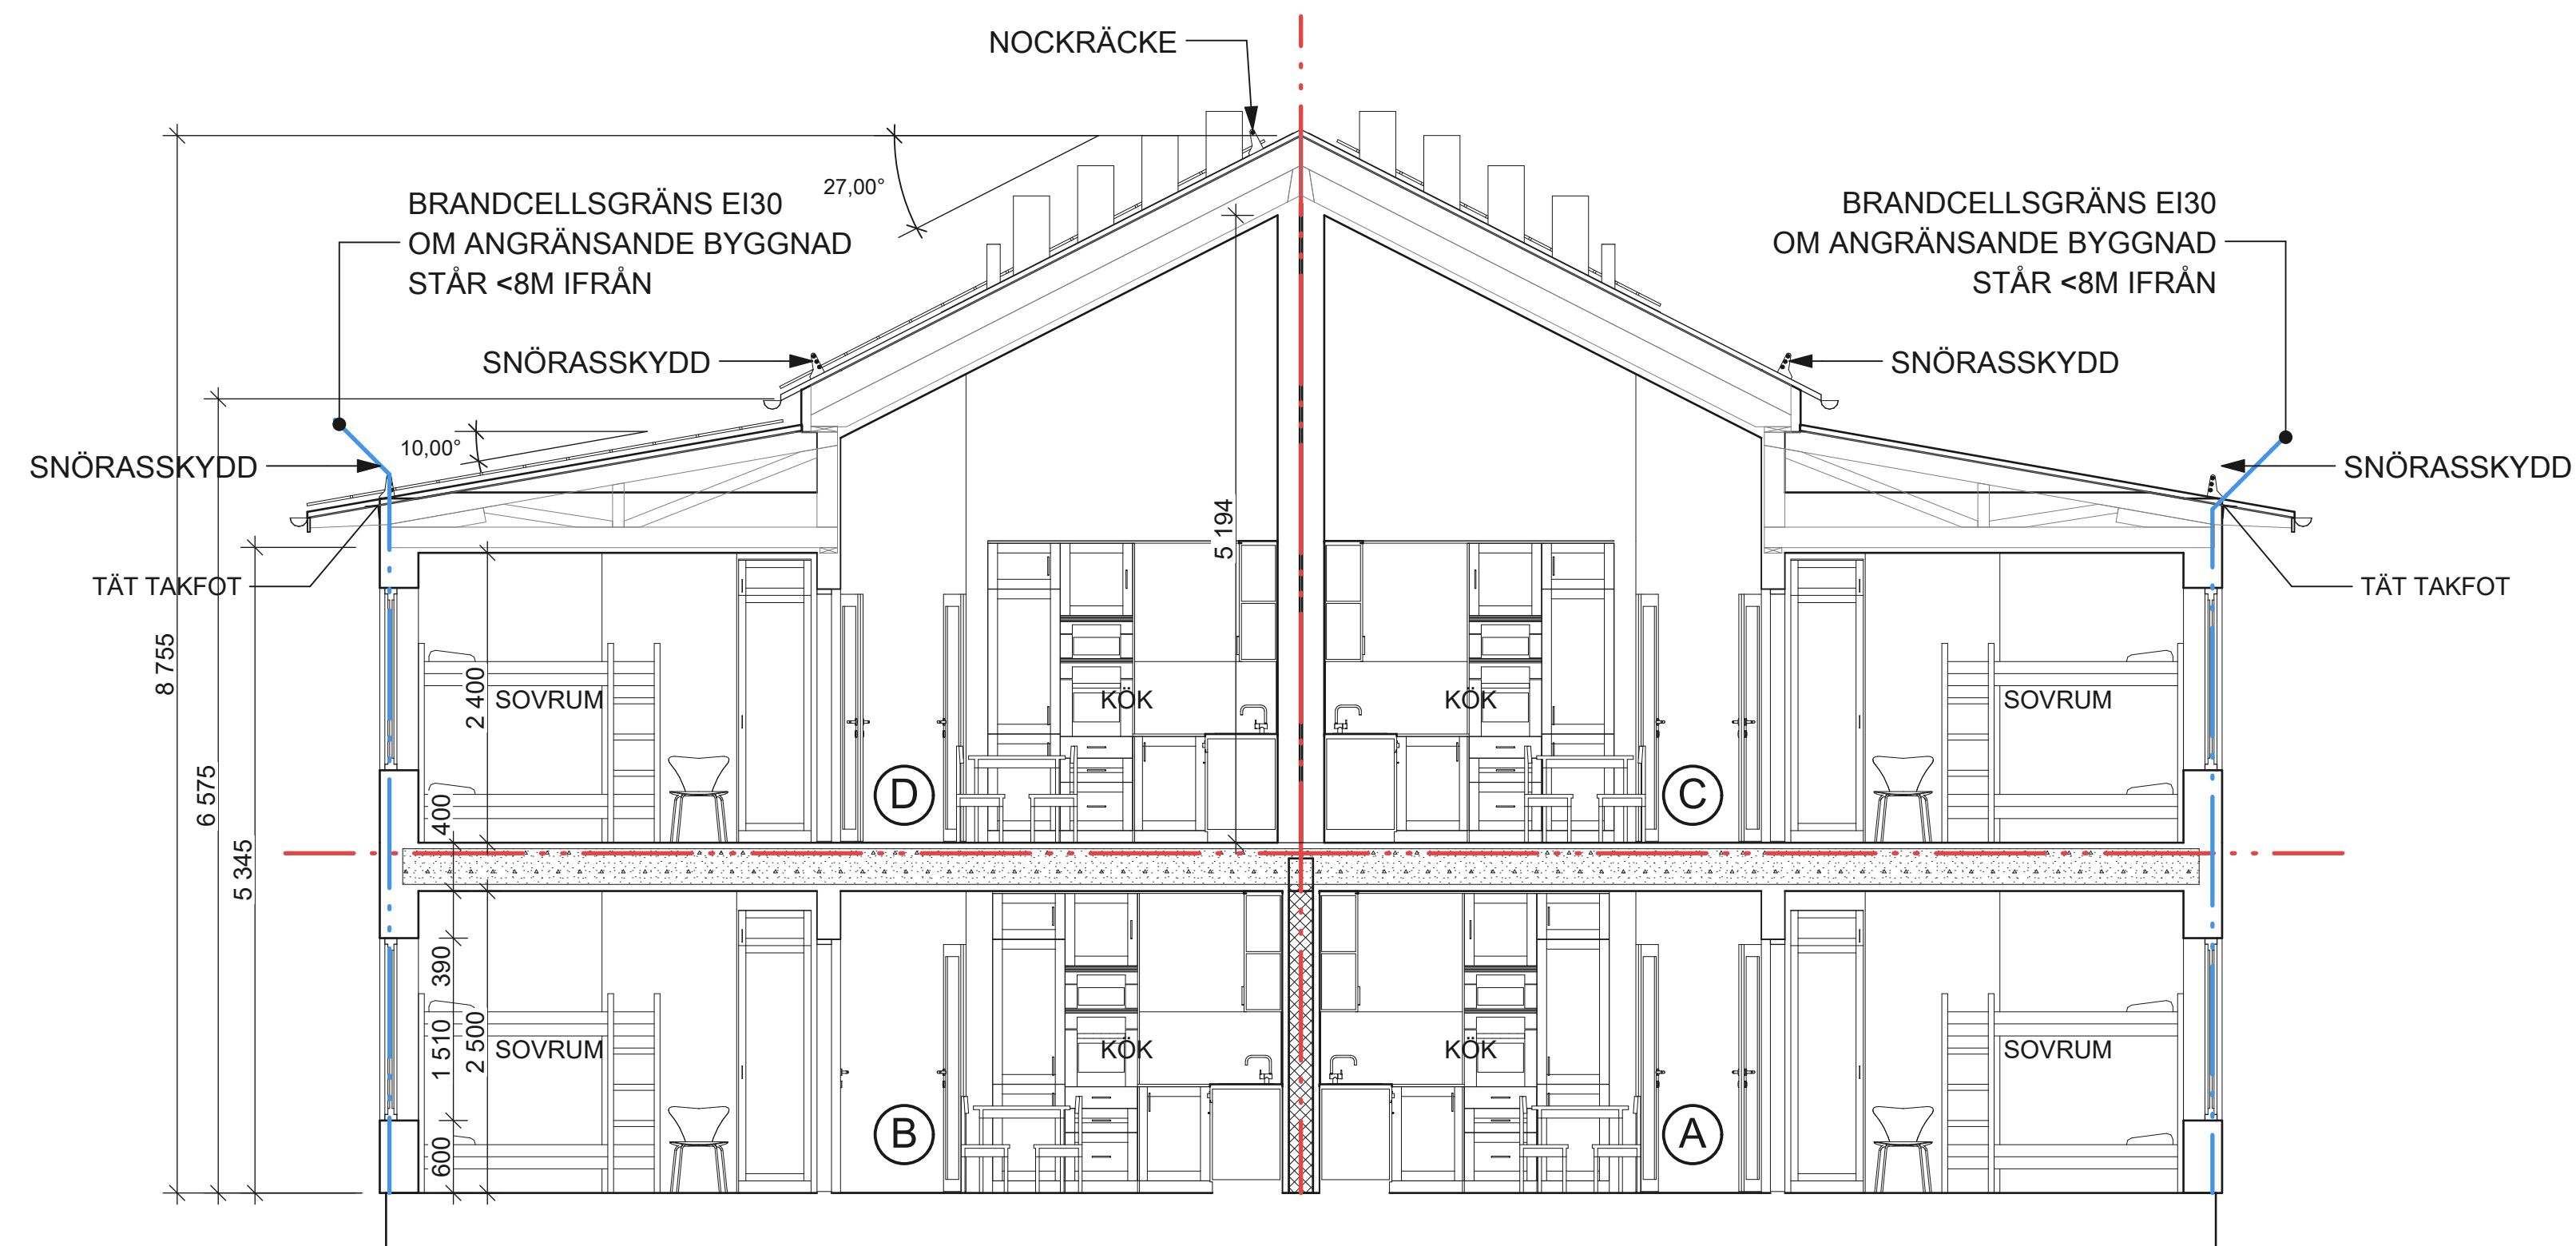 NOCKRÄCKE
27,00°
BRANDCELLSGRÄNS EI30
OM ANGRÄNSANDE BYGGNAD
STÅR <8M IFRÅN
BRANDCELLSGRÄNS EI30
OM ANGRÄNSANDE BYGGNAD
STÅR <8M IFRÅN
SNÖRASSKYDD
SNÖRASSKYDD
10,00°
SNÖRASSKYDD
SNÖRASSKYDD
TÄT TAKFOT
TÄT TAKFOT
8 755
6 575
5 345
5 194
2 400
400
SOVRUM
KÖK
KÖK
SOVRUM
D
C
390
1 510
2 500
600
SOVRUM
KÖK
KÖK
SOVRUM
B
A